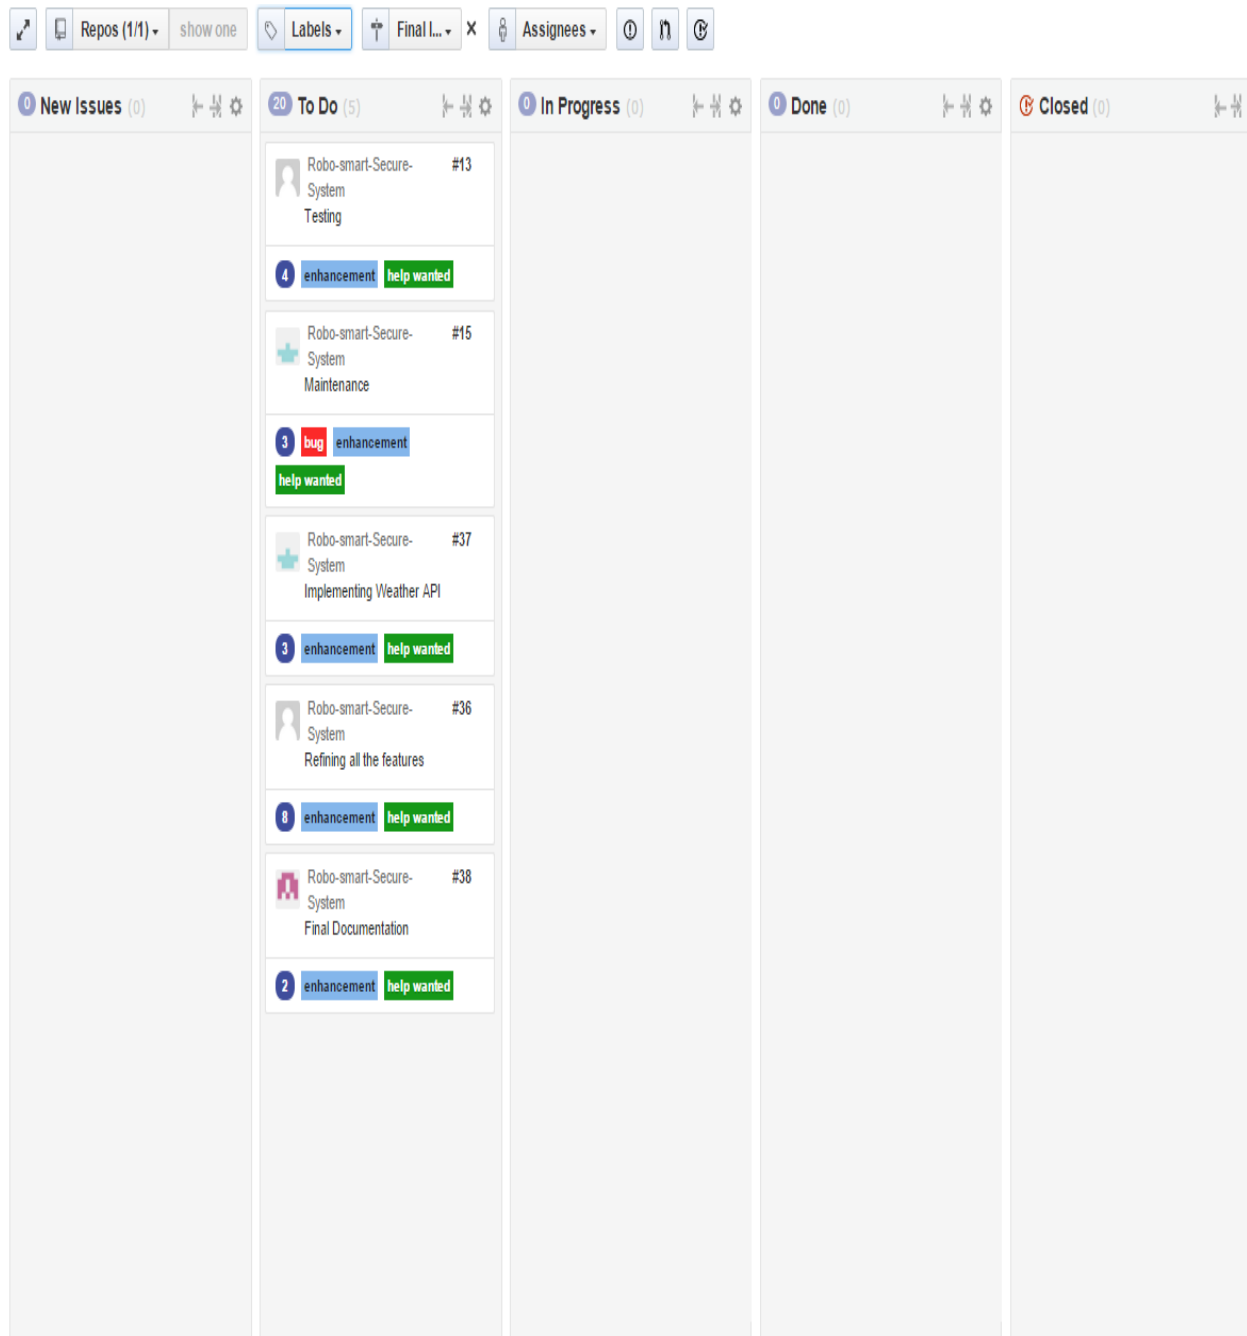 Repos (1/1) show one Labels Final I... × Assignees
0 New Issues (0)
20 To Do (5)
0 In Progress (0)
0 Done (0)
Closed (0)
Robo-smart-Secure- #13
System
Testing
4 enhancement help wanted
Robo-smart-Secure- #15
System
Maintenance
3 bug enhancement
help wanted
Robo-smart-Secure- #37
System
Implementing Weather API
3 enhancement help wanted
Robo-smart-Secure- #36
System
Refining all the features
8 enhancement help wanted
Robo-smart-Secure- #38
System
Final Documentation
2 enhancement help wanted